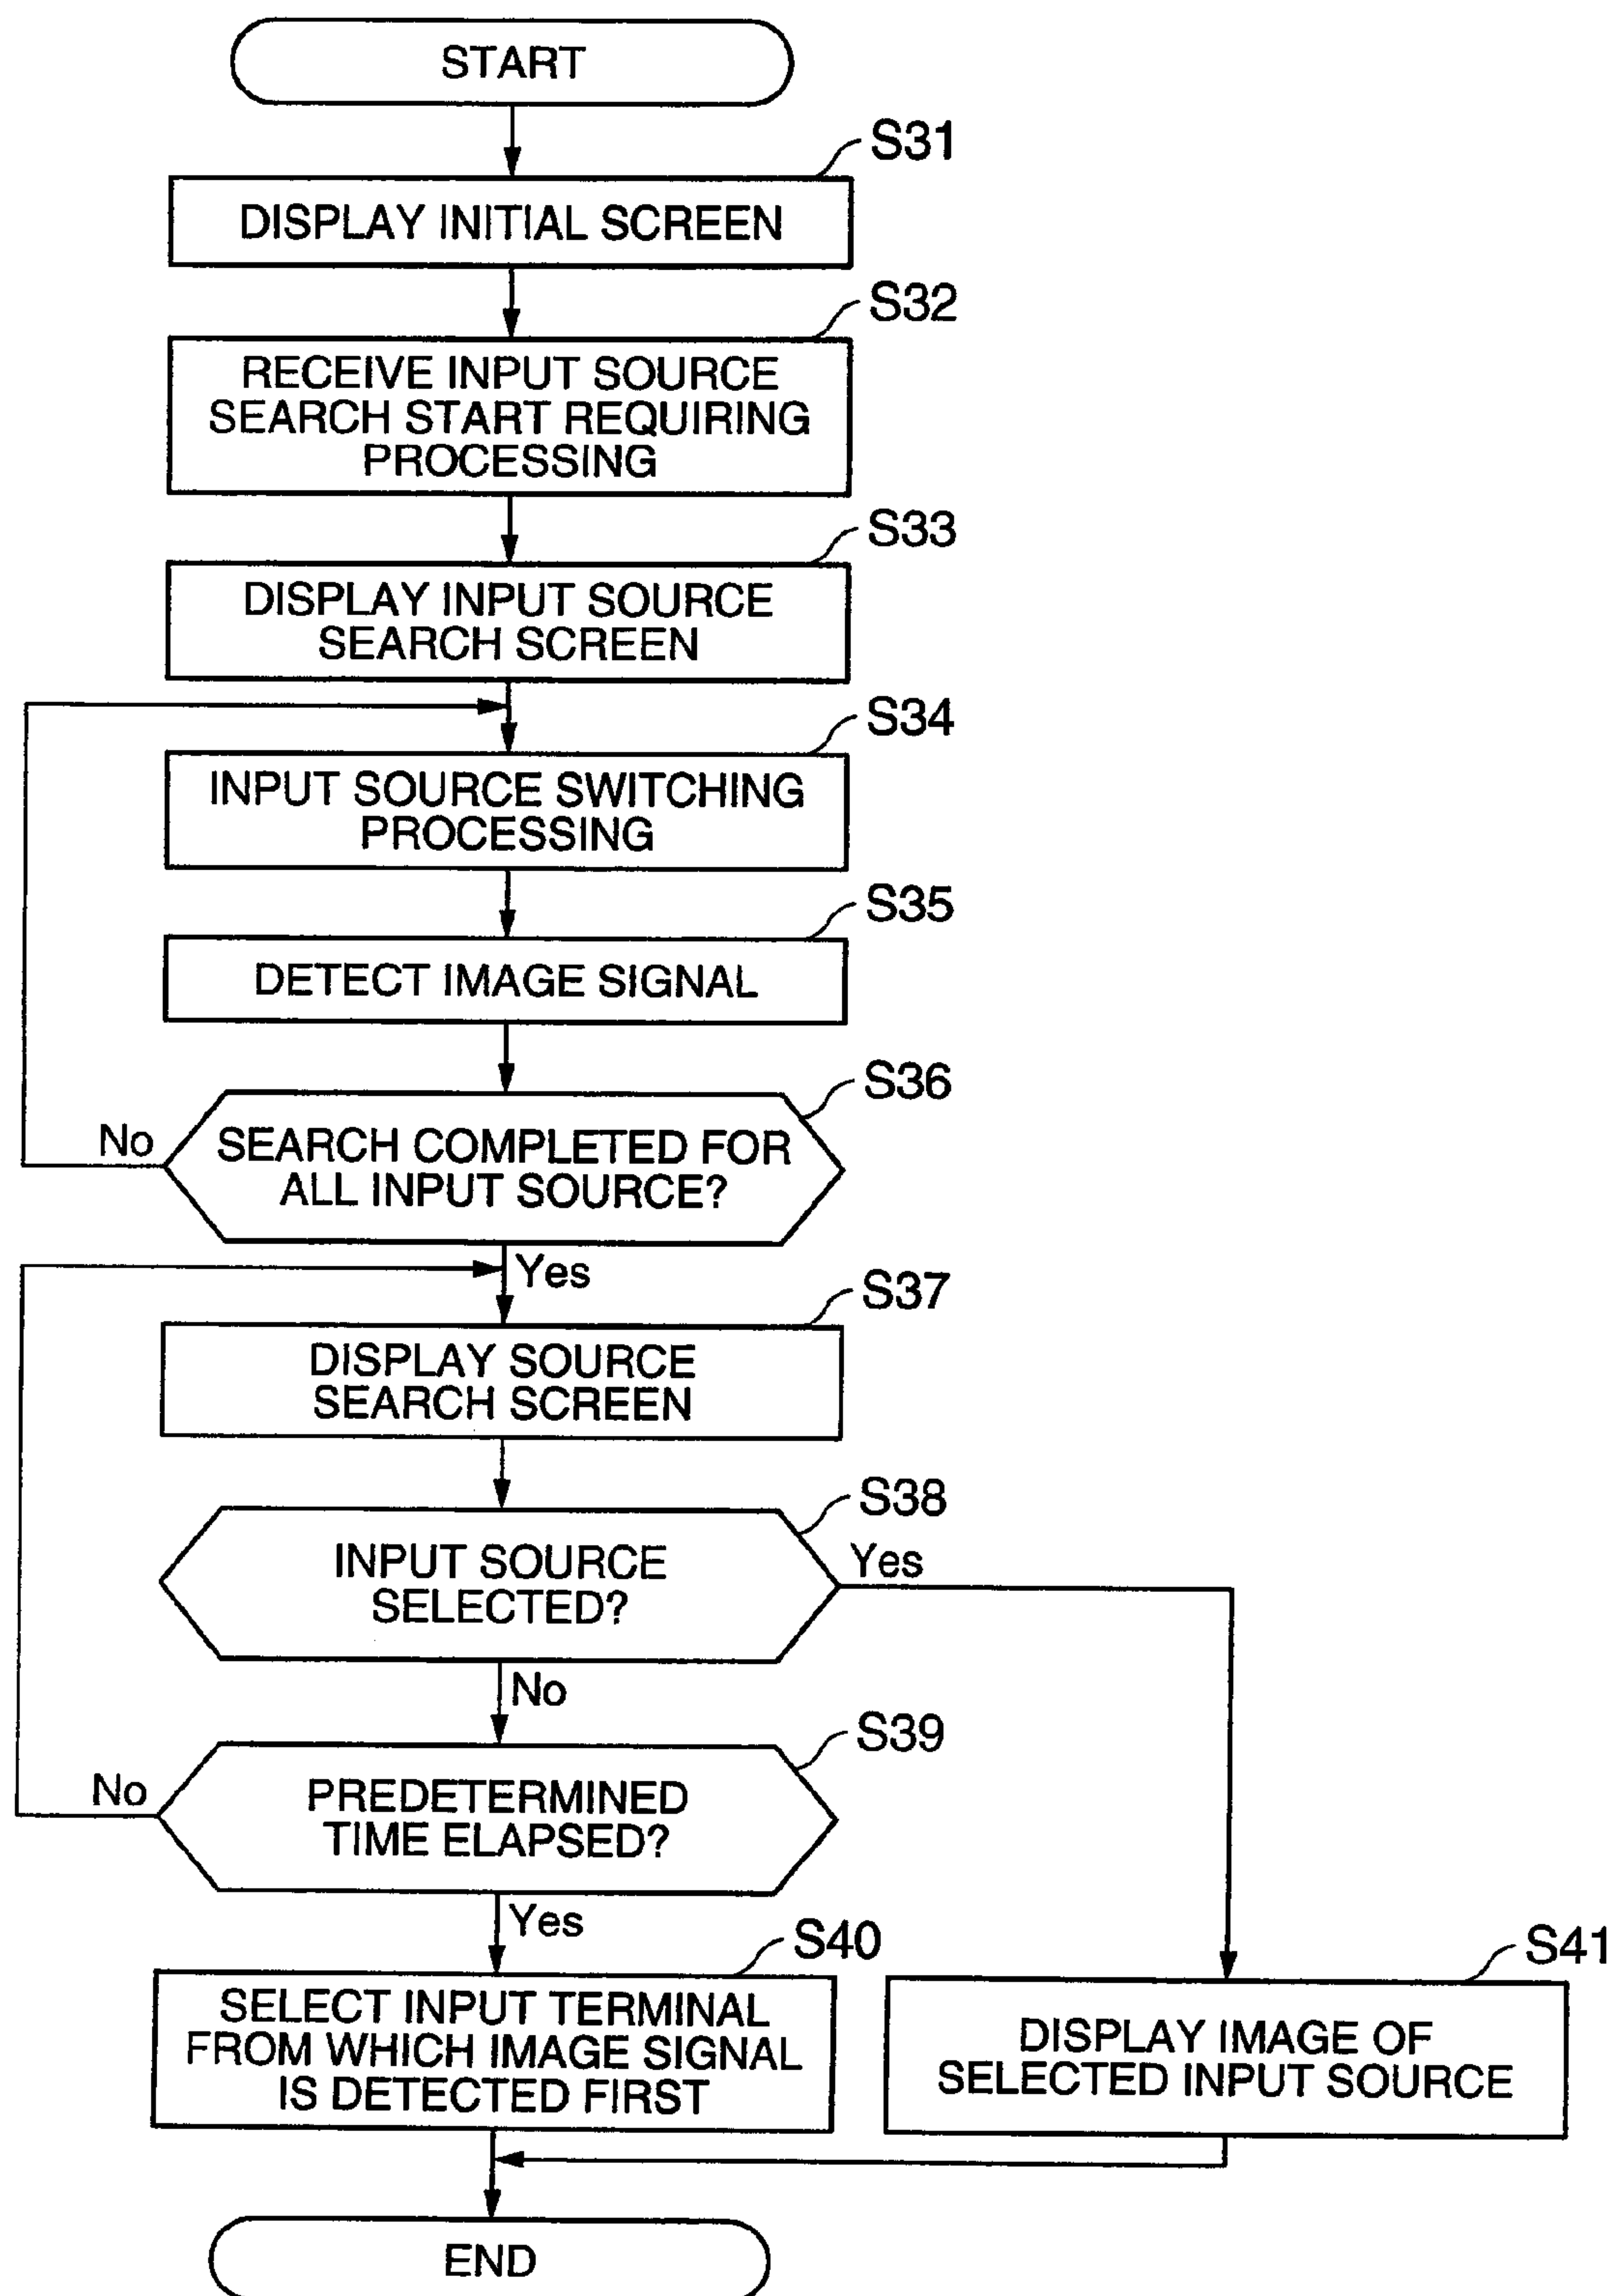 START
S31
DISPLAY INITIAL SCREEN
S32
RECEIVE INPUT SOURCE
SEARCH START REQUIRING
PROCESSING
S33
DISPLAY INPUT SOURCE
SEARCH SCREEN
S34
INPUT SOURCE SWITCHING
PROCESSING
S35
DETECT IMAGE SIGNAL
S36
No
SEARCH COMPLETED FOR
ALL INPUT SOURCE?
Yes
S37
DISPLAY SOURCE
SEARCH SCREEN
S38
INPUT SOURCE
SELECTED?
Yes
No
S39
No
PREDETERMINED
TIME ELAPSED?
Yes
S40
SELECT INPUT TERMINAL
FROM WHICH IMAGE SIGNAL
IS DETECTED FIRST
S41
DISPLAY IMAGE OF
SELECTED INPUT SOURCE
END